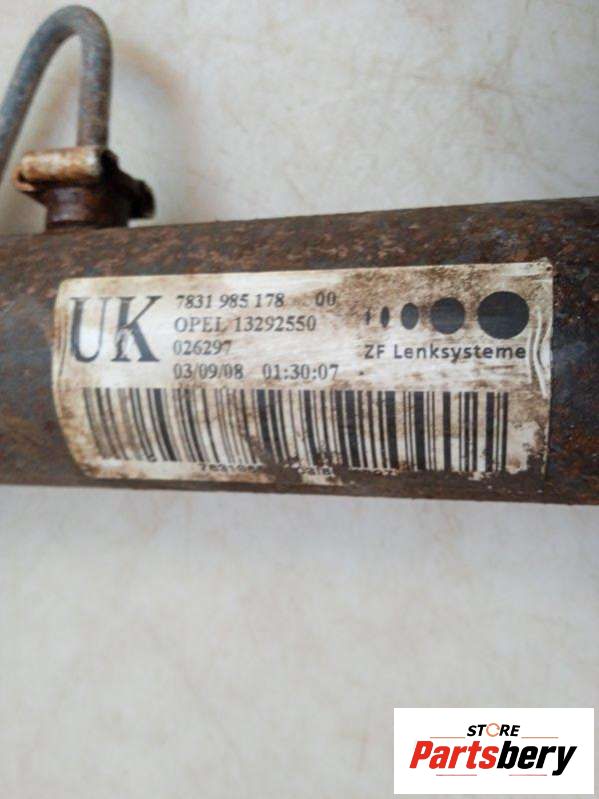 UK
7831 985 178 00
OPEL 13292550
026297
03/09/08 01:30:07
ZF Lenksysteme
STORE
Partsbery